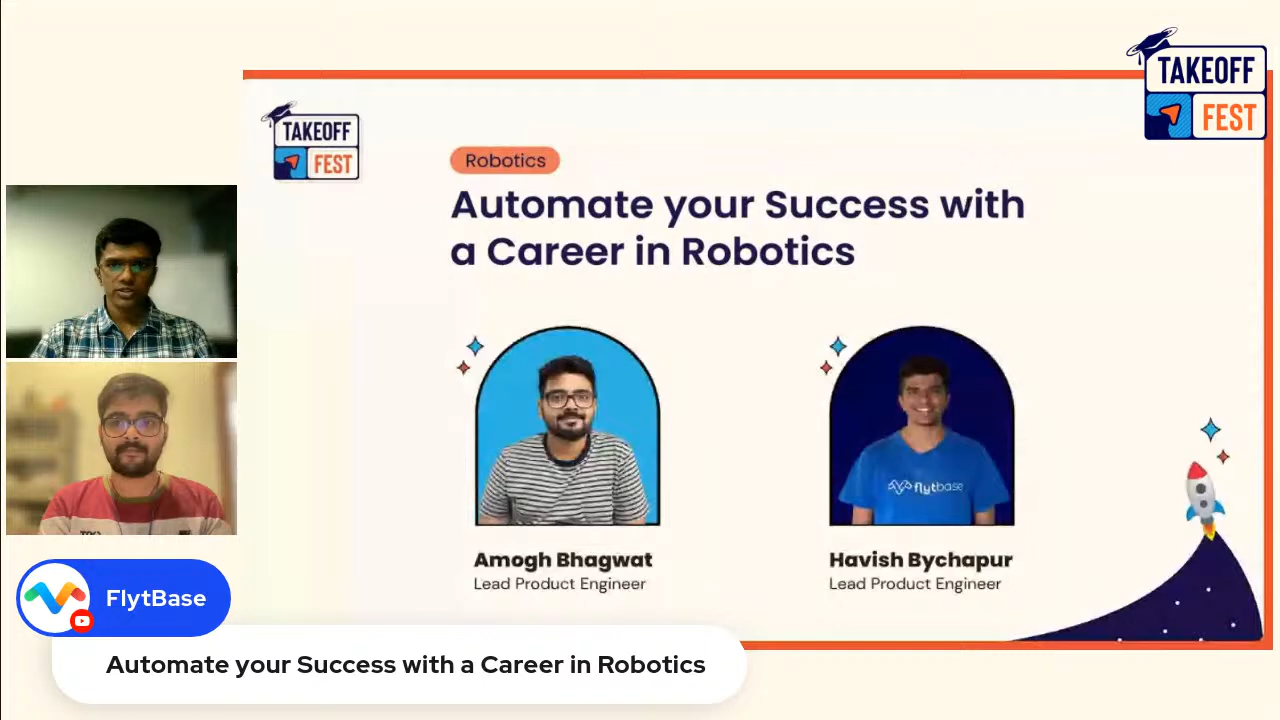 TAKEOFF
FEST
TAKEOFF
FEST
Robotics
Automate your Success with
a Career in Robotics
flytbase
Amogh Bhagwat
Lead Product Engineer
Havish Bychapur
Lead Product Engineer
FlytBase
Automate your Success with a Career in Robotics